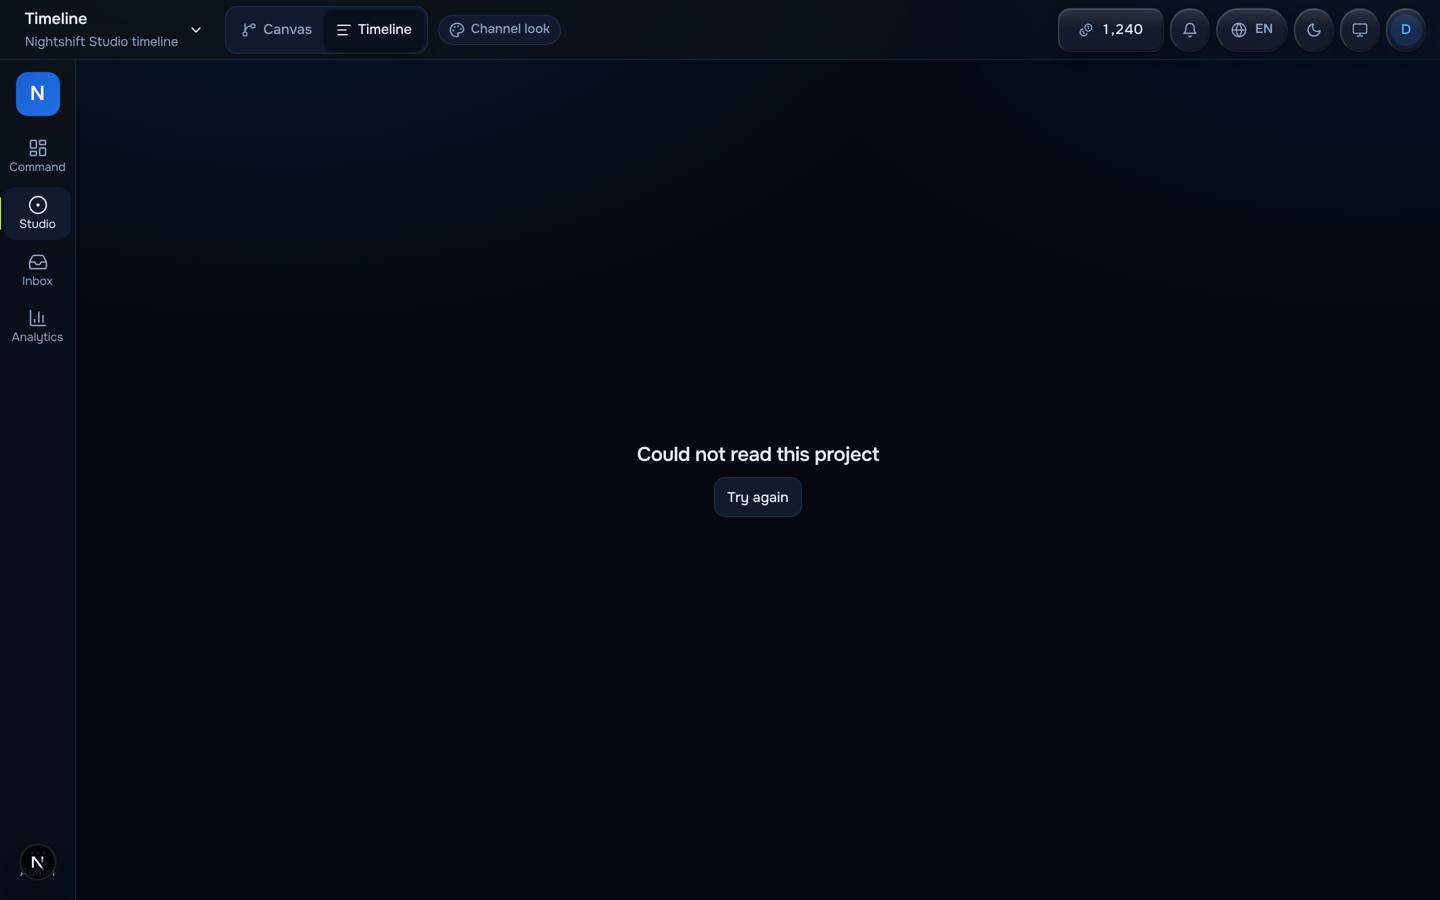 Timeline
Nightshift Studio timeline
Canvas
Timeline
Channel look
1,240
EN
D
N
Command
Studio
Inbox
Analytics
Could not read this project
Try again
N